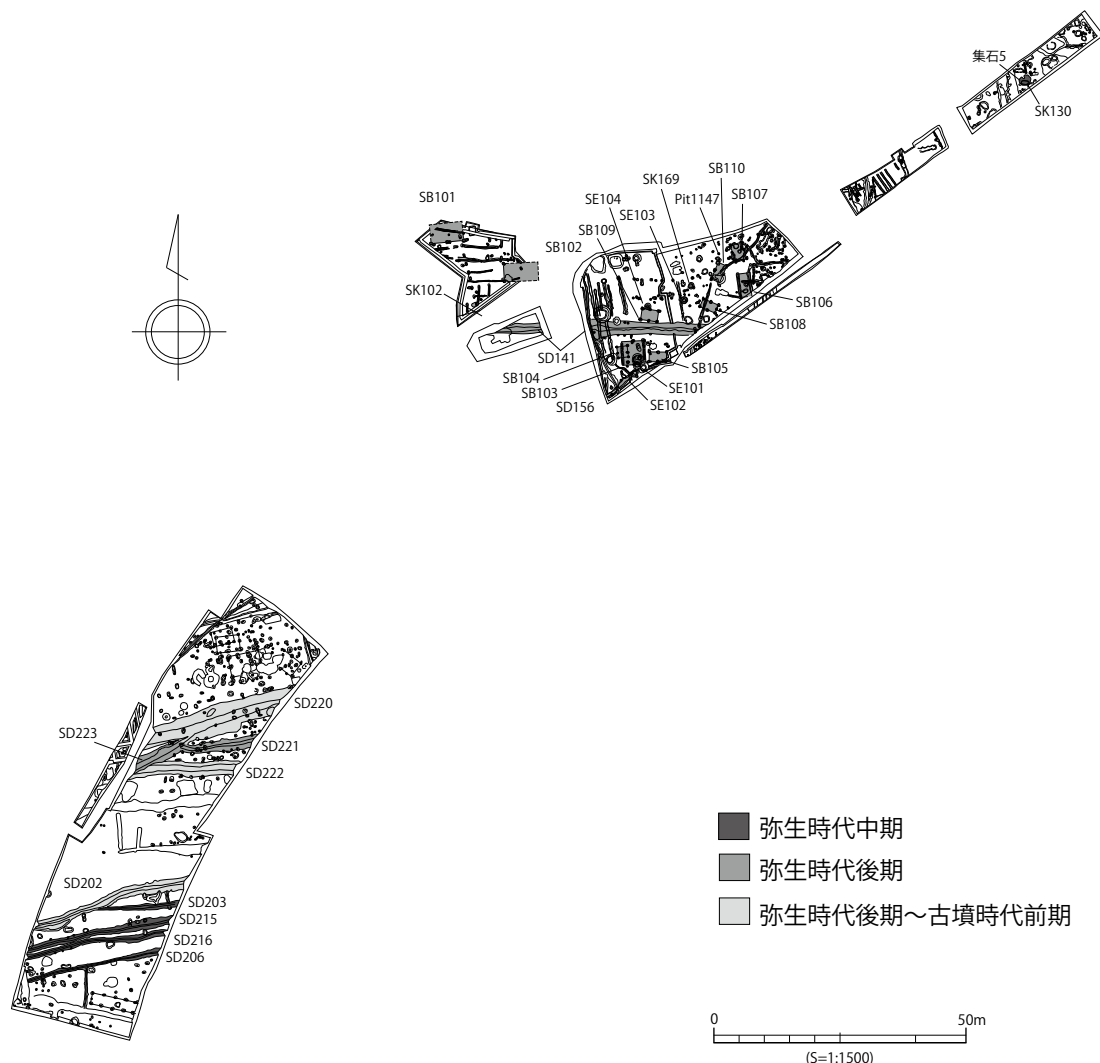 集石5
SK130
SB110
SK169
SB107
SE104
Pit1147
SB101
SE103
SB109
SB102
SK102
SB106
SB108
SD141
SB104
SB105
SB103
SE101
SD156
SE102
SD220
SD223
SD221
SD222
SD202
SD203
SD215
SD216
SD206
弥生時代中期
弥生時代後期
弥生時代後期~古墳時代前期
0 50m
(S=1:1500)